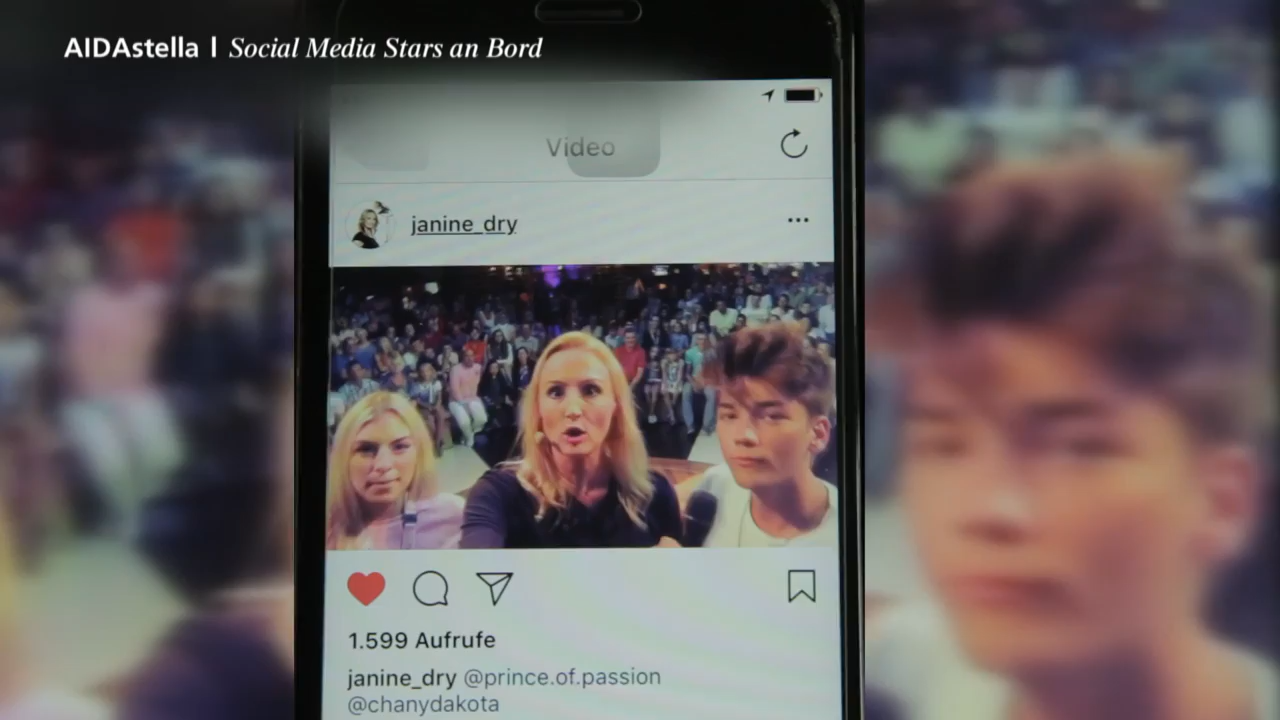 AIDAstella | Social Media Stars an Bord
Video
janine_dry
1.599 Aufrufe
janine_dry @prince.of.passion
@chanydakota